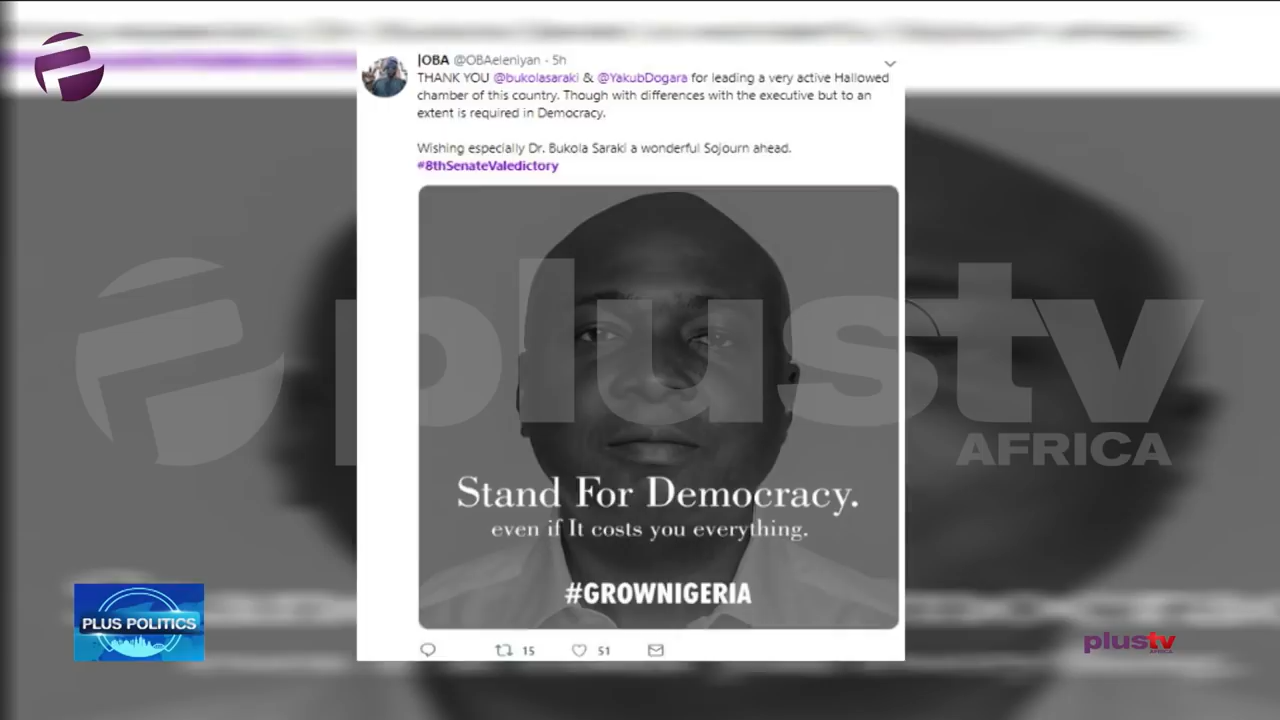 |OBA @OBAeleniyan · 5h
THANK YOU @bukolasaraki & @YakubDogara for leading a very active Hallowed
chamber of this country. Though with differences with the executive but to an
extent is required in Democracy.
Wishing especially Dr. Bukola Saraki a wonderful Sojourn ahead.
#8thSenateValedictory
plustv
AFRICA
Stand For Democracy.
even if It costs you everything.
#GROWNIGERIA
PLUS POLITICS
plustv
AFRICA
15 51